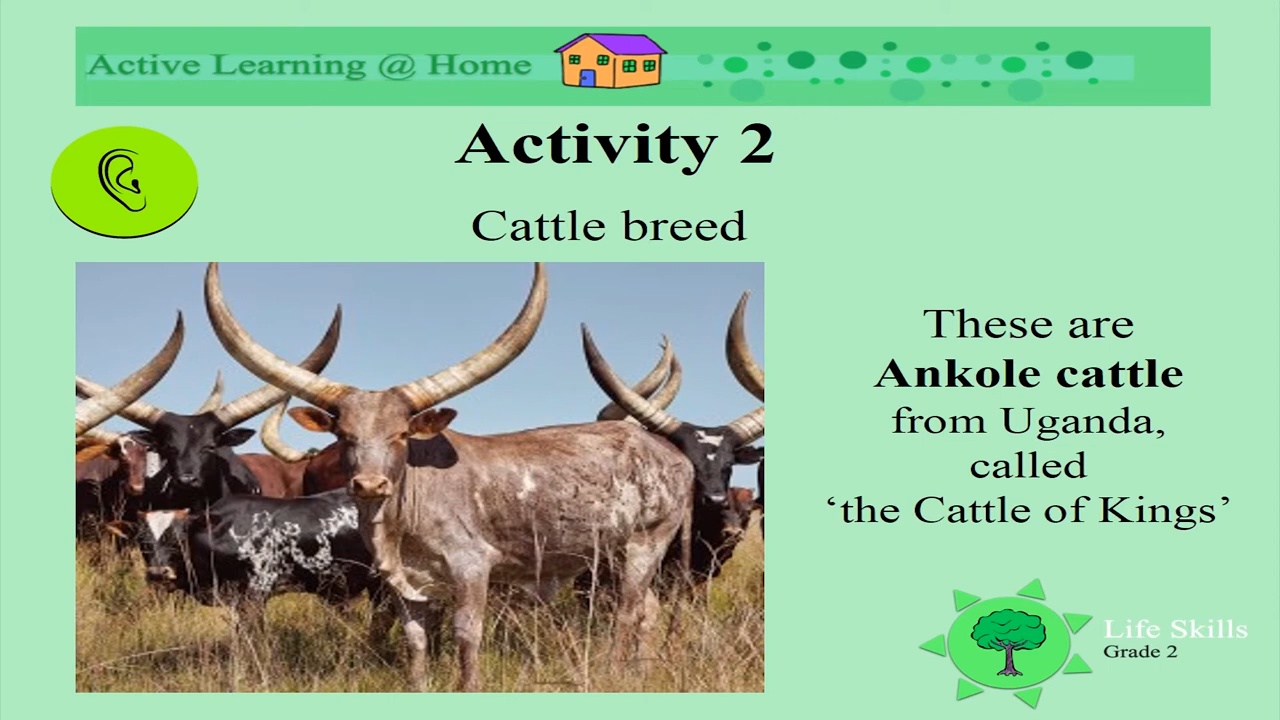 Active Learning @ Home
Activity 2
Cattle breed
These are
Ankole cattle
from Uganda,
called
‘the Cattle of Kings’
Life Skills
Grade 2